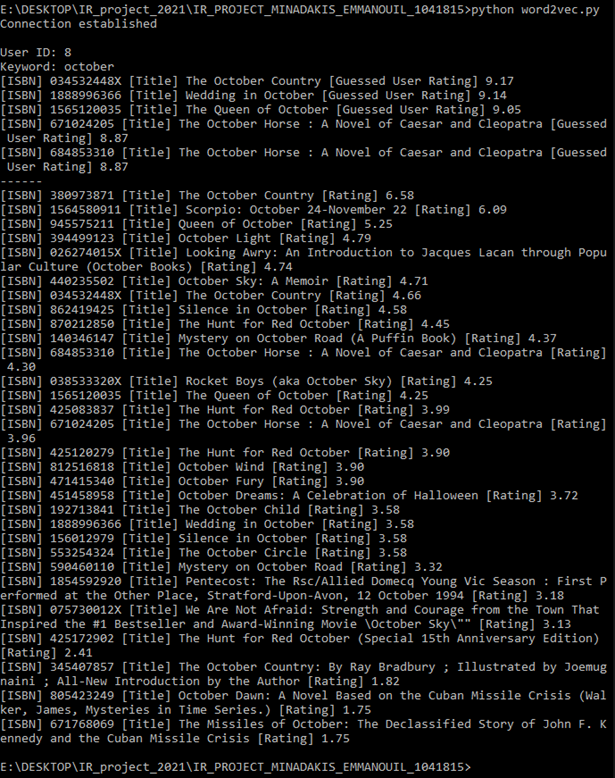 E:\DESKTOP\IR_project_2021\IR_PROJECT_MINADAKIS_EMMANOUIL_1041815>python word2vec.py
Connection established
User ID: 8
Keyword: october
[ISBN] 034532448X [Title] The October Country [Guessed User Rating] 9.17
[ISBN] 1888996366 [Title] Wedding in October [Guessed User Rating] 9.14
[ISBN] 1565120035 [Title] The Queen of October [Guessed User Rating] 9.05
[ISBN] 671024205 [Title] The October Horse : A Novel of Caesar and Cleopatra [Guessed
 User Rating] 8.87
[ISBN] 684853310 [Title] The October Horse : A Novel of Caesar and Cleopatra [Guessed
 User Rating] 8.87
------
[ISBN] 380973871 [Title] The October Country [Rating] 6.58
[ISBN] 1564580911 [Title] Scorpio: October 24-November 22 [Rating] 6.09
[ISBN] 945575211 [Title] Queen of October [Rating] 5.25
[ISBN] 394499123 [Title] October Light [Rating] 4.79
[ISBN] 026274015X [Title] Looking Awry: An Introduction to Jacques Lacan through Popu
lar Culture (October Books) [Rating] 4.74
[ISBN] 440235502 [Title] October Sky: A Memoir [Rating] 4.71
[ISBN] 034532448X [Title] The October Country [Rating] 4.66
[ISBN] 862419425 [Title] Silence in October [Rating] 4.58
[ISBN] 870212850 [Title] The Hunt for Red October [Rating] 4.45
[ISBN] 140346147 [Title] Mystery on October Road (A Puffin Book) [Rating] 4.37
[ISBN] 684853310 [Title] The October Horse : A Novel of Caesar and Cleopatra [Rating]
 4.30
[ISBN] 038533320X [Title] Rocket Boys (aka October Sky) [Rating] 4.25
[ISBN] 1565120035 [Title] The Queen of October [Rating] 4.25
[ISBN] 425083837 [Title] The Hunt for Red October [Rating] 3.99
[ISBN] 671024205 [Title] The October Horse : A Novel of Caesar and Cleopatra [Rating]
 3.96
[ISBN] 425120279 [Title] The Hunt for Red October [Rating] 3.90
[ISBN] 812516818 [Title] October Wind [Rating] 3.90
[ISBN] 471415340 [Title] October Fury [Rating] 3.90
[ISBN] 451458958 [Title] October Dreams: A Celebration of Halloween [Rating] 3.72
[ISBN] 192713841 [Title] The October Child [Rating] 3.58
[ISBN] 1888996366 [Title] Wedding in October [Rating] 3.58
[ISBN] 156012979 [Title] Silence in October [Rating] 3.58
[ISBN] 553254324 [Title] The October Circle [Rating] 3.58
[ISBN] 590460110 [Title] Mystery on October Road [Rating] 3.32
[ISBN] 1854592920 [Title] Pentecost: The Rsc/Allied Domecq Young Vic Season : First P
erformed at the Other Place, Stratford-Upon-Avon, 12 October 1994 [Rating] 3.18
[ISBN] 075730012X [Title] We Are Not Afraid: Strength and Courage from the Town That
Inspired the #1 Bestseller and Award-Winning Movie \October Sky\"" [Rating] 3.13
[ISBN] 425172902 [Title] The Hunt for Red October (Special 15th Anniversary Edition)
[Rating] 2.41
[ISBN] 345407857 [Title] The October Country: By Ray Bradbury ; Illustrated by Joemug
naini ; All-New Introduction by the Author [Rating] 1.82
[ISBN] 805423249 [Title] October Dawn: A Novel Based on the Cuban Missile Crisis (Wal
ker, James, Mysteries in Time Series.) [Rating] 1.75
[ISBN] 671768069 [Title] The Missiles of October: The Declassified Story of John F. K
ennedy and the Cuban Missile Crisis [Rating] 1.75
E:\DESKTOP\IR_project_2021\IR_PROJECT_MINADAKIS_EMMANOUIL_1041815>